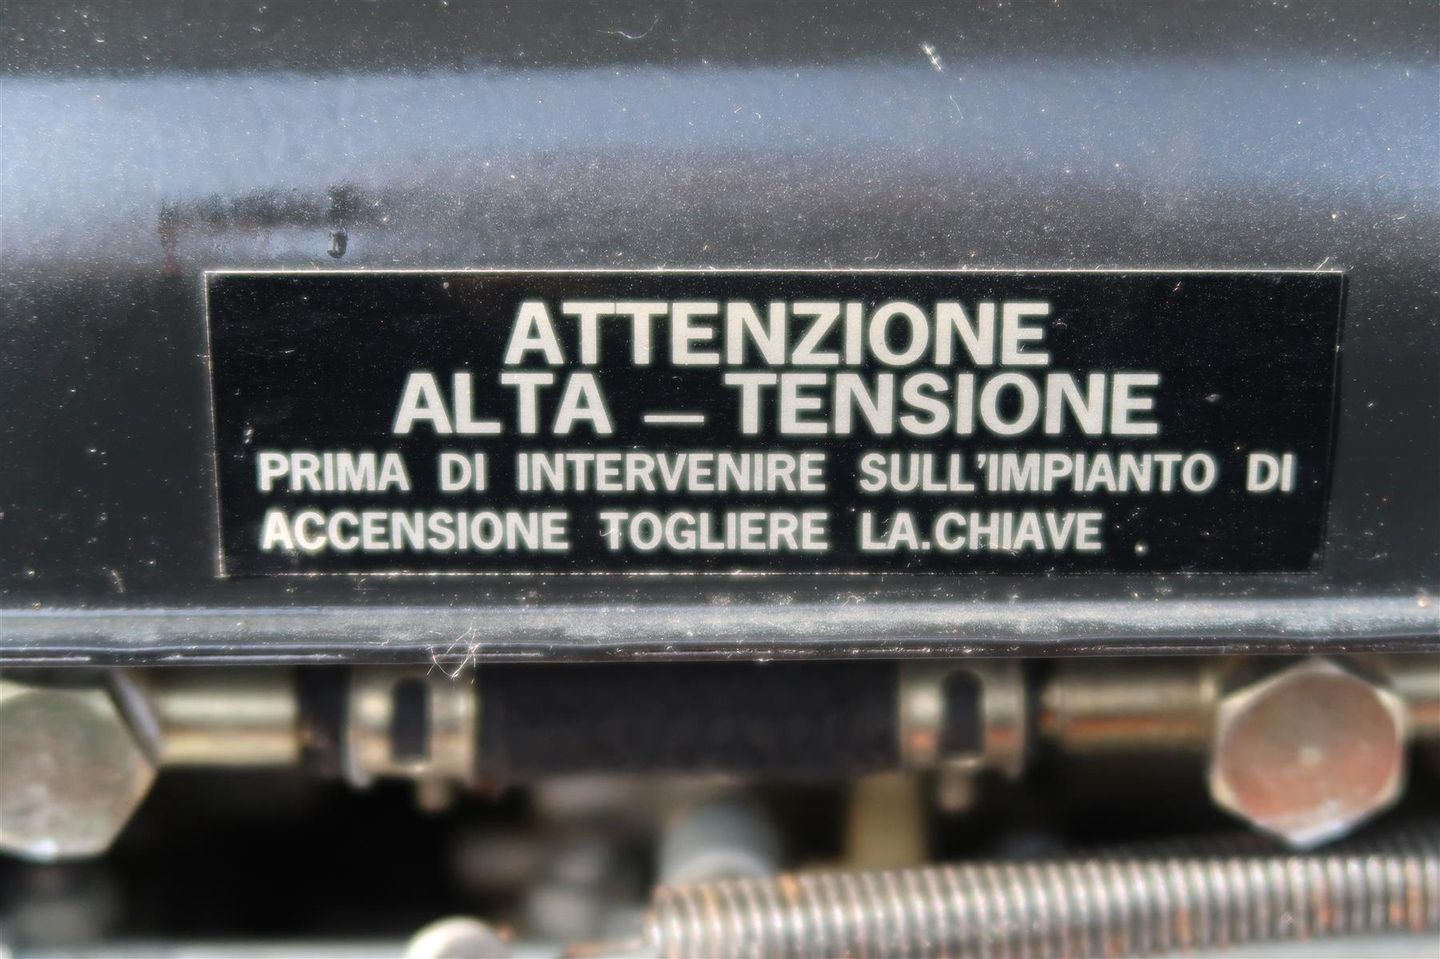 ATTENZIONE
ALTA — TENSIONE
PRIMA DI INTERVENIRE SULL'IMPIANTO DI
ACCENSIONE TOGLIERE LA.CHIAVE